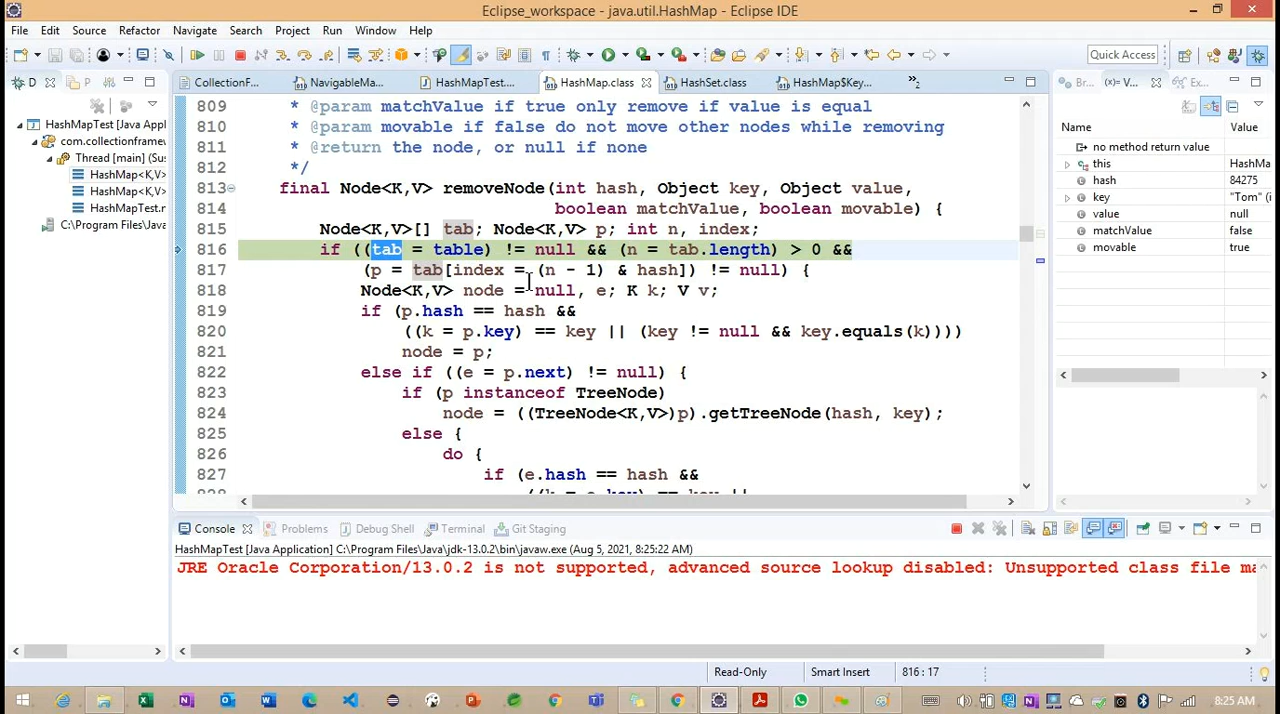 Eclipse_workspace - java.util.HashMap - Eclipse IDE
File Edit Source Refactor Navigate Search Project Run Window Help
Quick Access
D
P
CollectionF...
NavigableMa...
HashMapTest....
HashMap.class
HashSet.class
HashMap$Key...
»2
Br
V...
Ex...
HashMapTest [Java Appl
com.collectionframew
Thread [main] (Sus
HashMap<K,V>
HashMap<K,V>
HashMapTest.r
C:\Program Files\Java\
809 * @param matchValue if true only remove if value is equal
810 * @param movable if false do not move other nodes while removing
811 * @return the node, or null if none
812 */
813 final Node<K,V> removeNode(int hash, Object key, Object value,
814 boolean matchValue, boolean movable) {
815 Node<K,V>[] tab; Node<K,V> p; int n, index;
816 if ((tab = table) != null && (n = tab.length) > 0 &&
817 (p = tab[index = (n - 1) & hash]) != null) {
818 Node<K,V> node = null, e; K k; V v;
819 if (p.hash == hash &&
820 ((k = p.key) == key || (key != null && key.equals(k))))
821 node = p;
822 else if ((e = p.next) != null) {
823 if (p instanceof TreeNode)
824 node = ((TreeNode<K,V>)p).getTreeNode(hash, key);
825 else {
826 do {
827 if (e.hash == hash &&
Name Value
no method return value
this HashMa
hash 84275
key "Tom" (i
value null
matchValue false
movable true
Console Problems Debug Shell Terminal Git Staging
HashMapTest [Java Application] C:\Program Files\Java\jdk-13.0.2\bin\javaw.exe (Aug 5, 2021, 8:25:22 AM)
JRE Oracle Corporation/13.0.2 is not supported, advanced source lookup disabled: Unsupported class file ma
Read-Only Smart Insert 816 : 17
8:25 AM